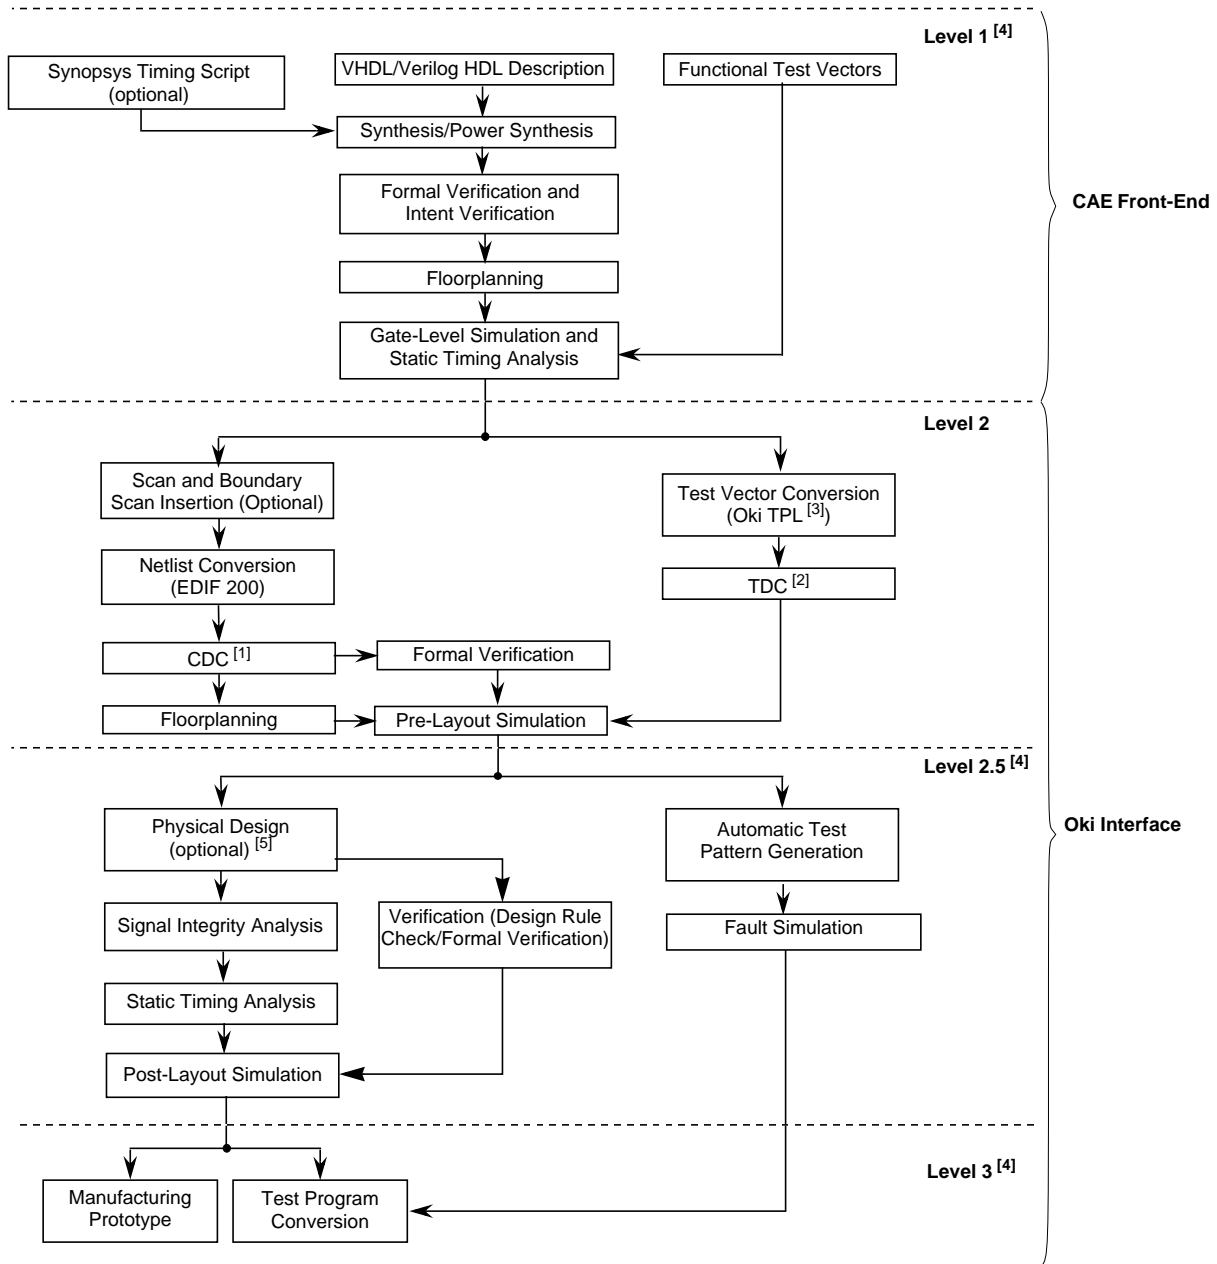 Level 1 [4]
Synopsys Timing Script
(optional)
VHDL/Verilog HDL Description
Functional Test Vectors
Synthesis/Power Synthesis
Formal Verification and
Intent Verification
CAE Front-End
Floorplanning
Gate-Level Simulation and
Static Timing Analysis
Level 2
Scan and Boundary
Scan Insertion (Optional)
Test Vector Conversion
(Oki TPL [3])
Netlist Conversion
(EDIF 200)
TDC [2]
CDC [1]
Formal Verification
Floorplanning
Pre-Layout Simulation
Level 2.5 [4]
Physical Design
(optional) [5]
Automatic Test
Pattern Generation
Oki Interface
Signal Integrity Analysis
Verification (Design Rule
Check/Formal Verification)
Fault Simulation
Static Timing Analysis
Post-Layout Simulation
Level 3 [4]
Manufacturing
Prototype
Test Program
Conversion